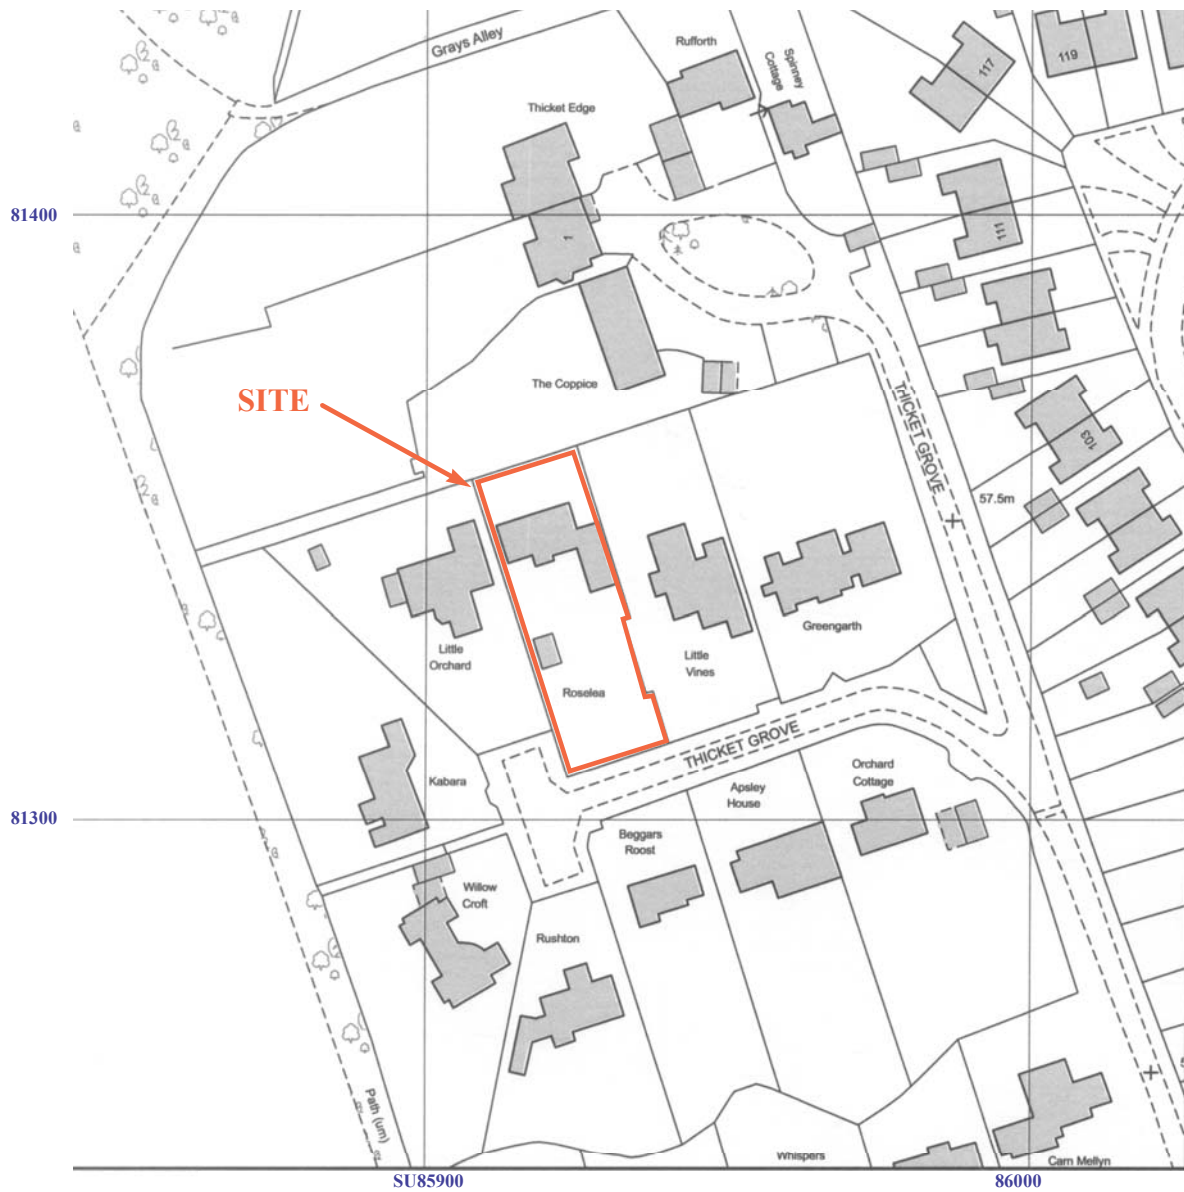 Grays Alley
Rufforth
Spinney
Cottage
117
119
Thicket Edge
81400
1
111
The Coppice
SITE
THICKET GROVE
103
57.5m
Little
Orchard
Roselea
Little
Vines
Greengarth
THICKET GROVE
Kabara
Apsley
House
Orchard
Cottage
81300
Beggars
Roost
Willow
Croft
Rushton
Path (um)
Whispers
Carn Mellyn
SU85900
86000